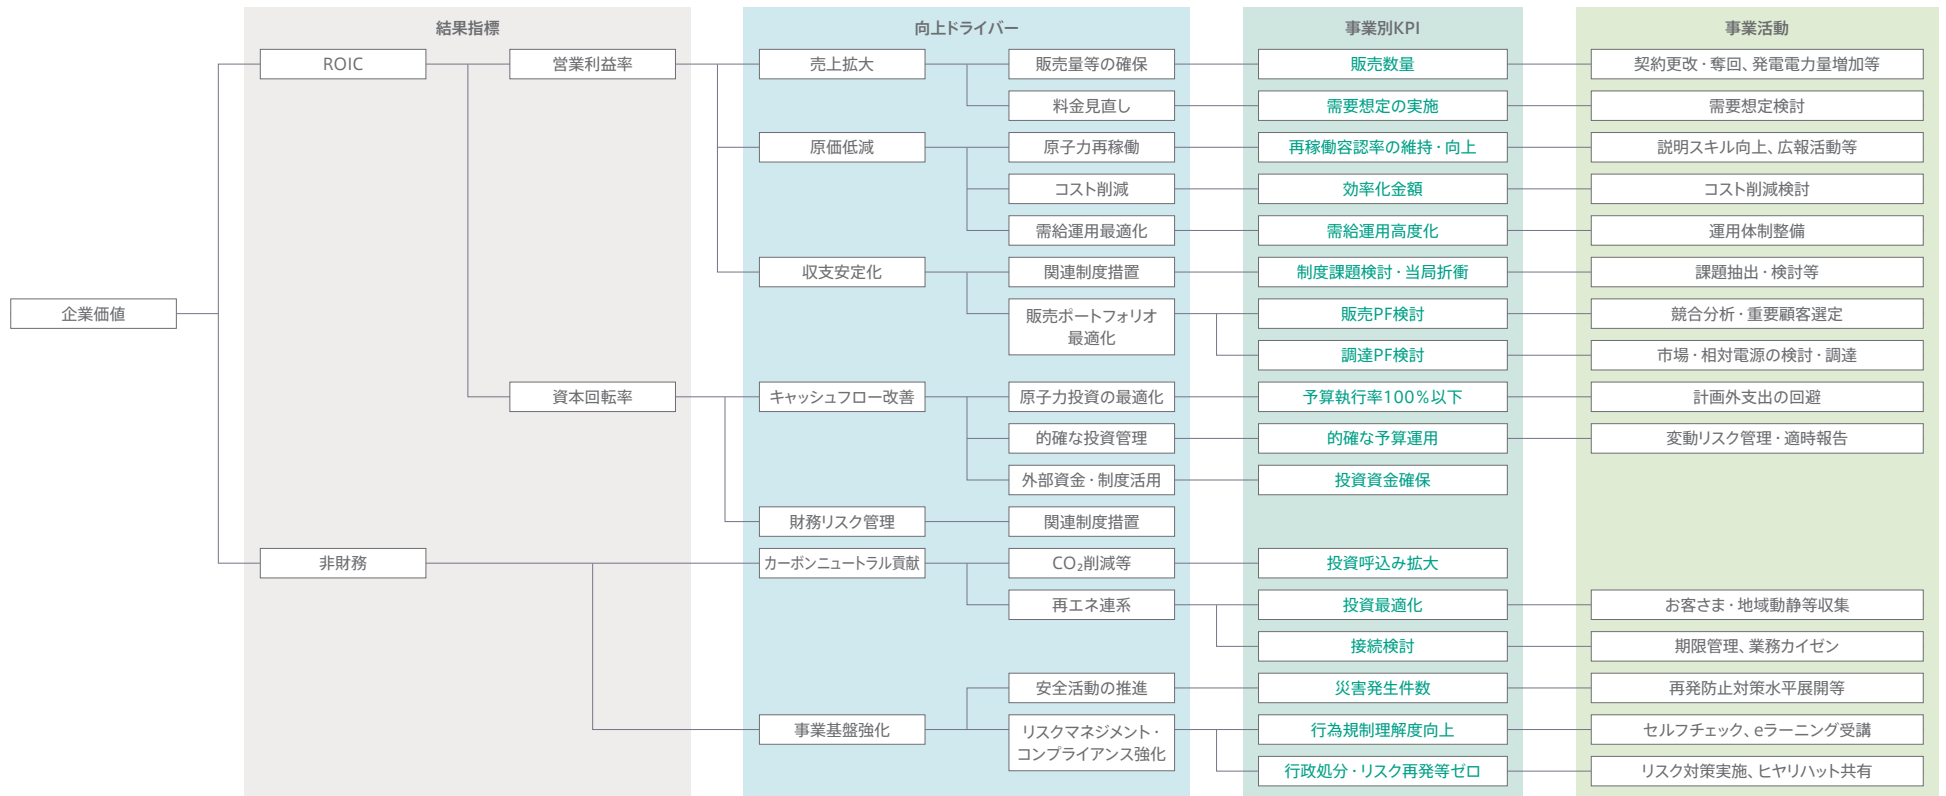 結果指標
向上ドライバー
事業別KPI
事業活動
ROIC
営業利益率
売上拡大
販売量等の確保
販売数量
契約更改・奪回、発電電力量増加等
料金見直し
需要想定の実施
需要想定検討
原価低減
原子力再稼働
再稼働容認率の維持・向上
説明スキル向上、広報活動等
コスト削減
効率化金額
コスト削減検討
需給運用最適化
需給運用高度化
運用体制整備
収支安定化
関連制度措置
制度課題検討・当局折衝
課題抽出・検討等
企業価値
販売ポートフォリオ
最適化
販売PF検討
競合分析・重要顧客選定
調達PF検討
市場・相対電源の検討・調達
資本回転率
キャッシュフロー改善
原子力投資の最適化
予算執行率100%以下
計画外支出の回避
的確な投資管理
的確な予算運用
変動リスク管理・適時報告
外部資金・制度活用
投資資金確保
財務リスク管理
関連制度措置
非財務
カーボンニュートラル貢献
CO₂削減等
投資呼込み拡大
再エネ連系
投資最適化
お客さま・地域動静等収集
接続検討
期限管理、業務カイゼン
安全活動の推進
災害発生件数
再発防止対策水平展開等
事業基盤強化
リスクマネジメント・
コンプライアンス強化
行為規制理解度向上
セルフチェック、eラーニング受講
行政処分・リスク再発等ゼロ
リスク対策実施、ヒヤリハット共有